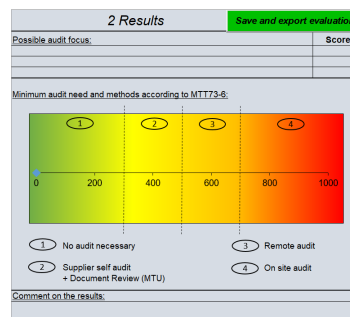 2 Results
Save and export evaluation
Possible audit focus:
Score
Minimum audit need and methods according to MTT73-6:
1 2 3 4
0 200 400 600 800 1000
1 No audit necessary
3 Remote audit
2 Supplier self audit
+ Document Review (MTU)
4 On site audit
Comment on the results: